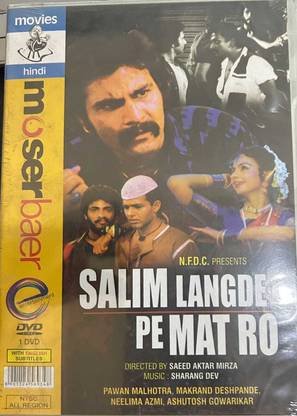 movies
hindi
moserbaer
N.F.D.C. PRESENTS
SALIM LANGDE
PE MAT RO
DIRECTED BY SAEED AKTAR MIRZA
MUSIC : SHARANG DEV
PAWAN MALHOTRA, MAKRAND DESHPANDE,
NEELIMA AZMI, ASHUTOSH GOWARIKAR
DVD
1 DVD
WITH ENGLISH
SUBTITLES
NTSC
ALL REGION